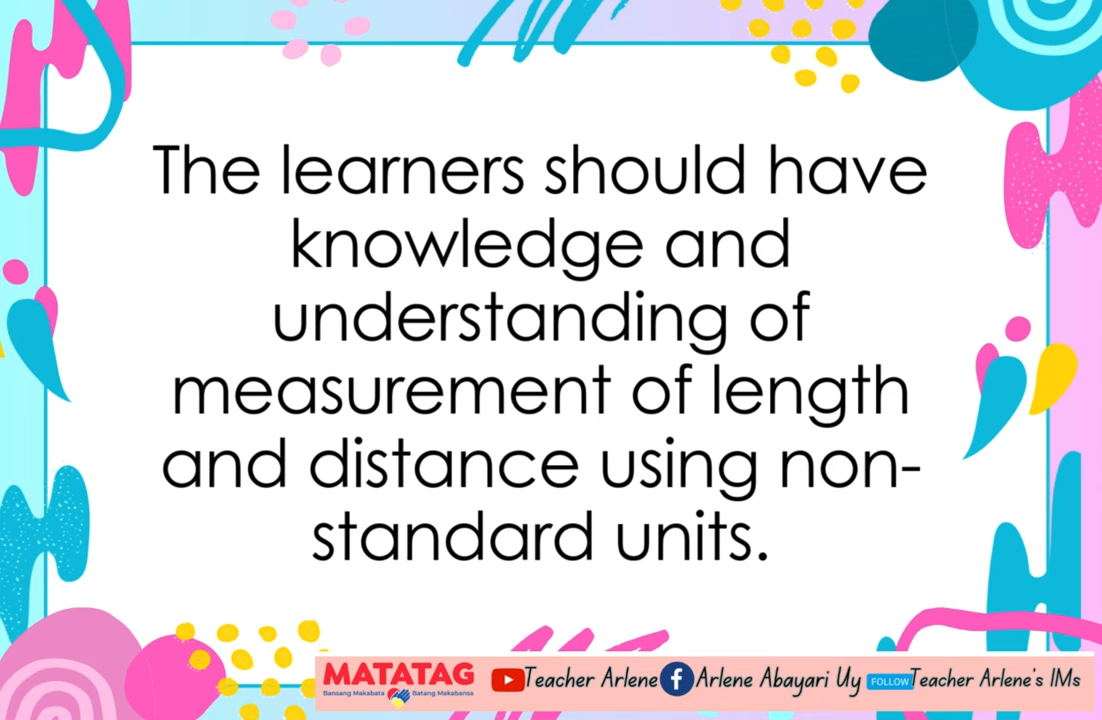 The learners should have
knowledge and
understanding of
measurement of length
and distance using non-
standard units.
MATATAG
Bansang Makabata Batang Makabansa
Teacher Arlene
Arlene Abayari Uy
FOLLOW
Teacher Arlene's IMs